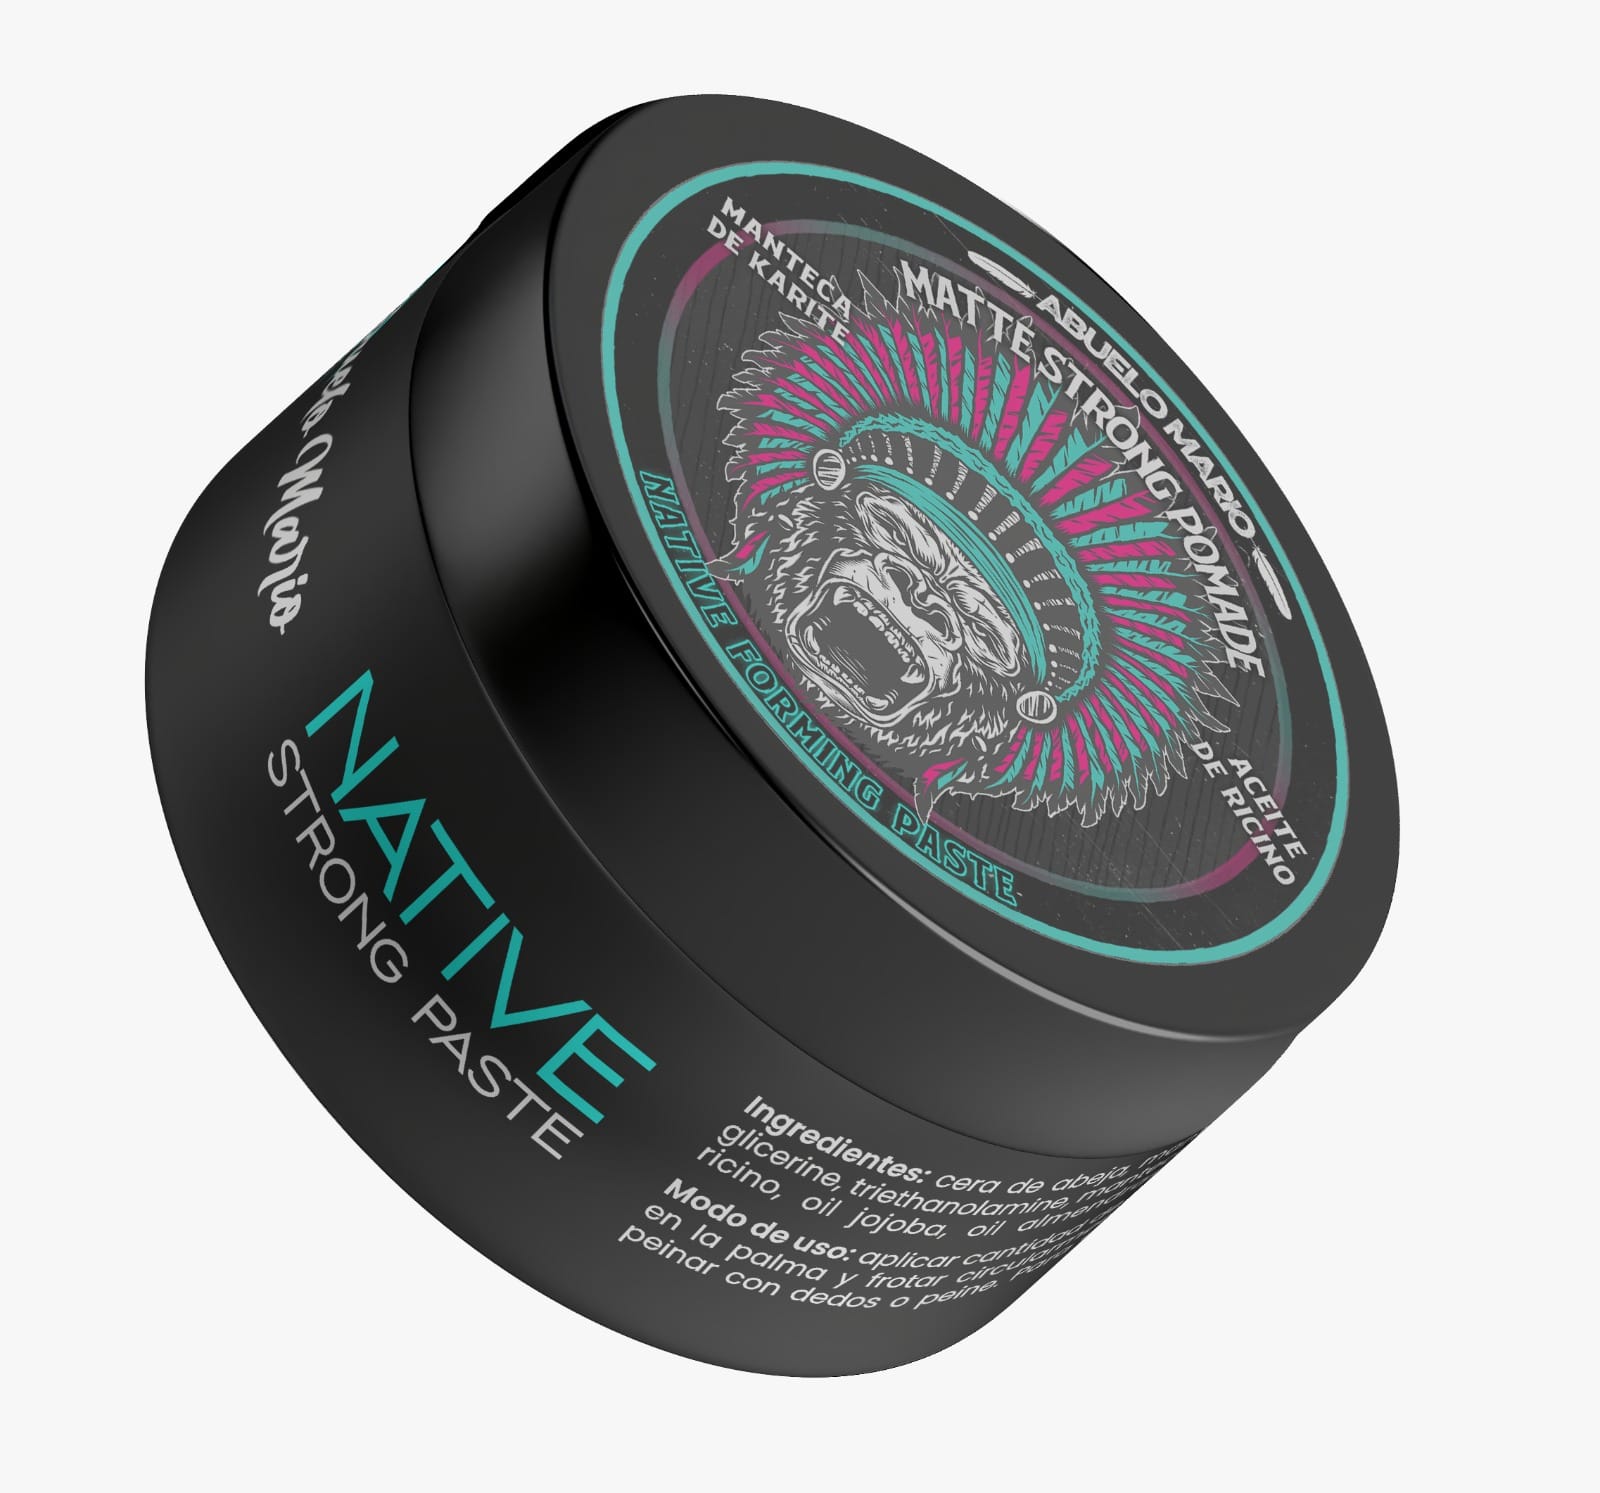 ABUELO MARIO
MATTE STRONG POMADE
MANTECA
DE KARITE
ACEITE
DE RICINO
NATIVE FORMING PASTE
Mario
NATIVE
STRONG PASTE
Ingredientes: cera de abeja,
glicerine, triethanolamine,
ricino, oil jojoba, oil
Modo de uso: aplicar cantidad
en la palma y frotar
peinar con dedos o peine.